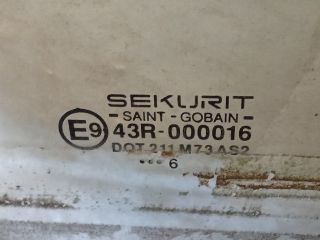 SEKURIT
- SAINT - GOBAIN -
E9 43R-000016
DOT 211 M73 AS2
••• 6